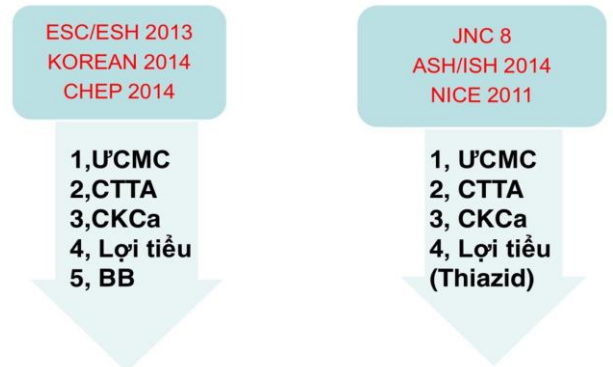 ESC/ESH 2013
KOREAN 2014
CHEP 2014
1,ƯCMC
2,CTTA
3,CKCa
4, Lợi tiểu
5, BB
JNC 8
ASH/ISH 2014
NICE 2011
1, ƯCMC
2, CTTA
3, CKCa
4, Lợi tiểu
(Thiazid)